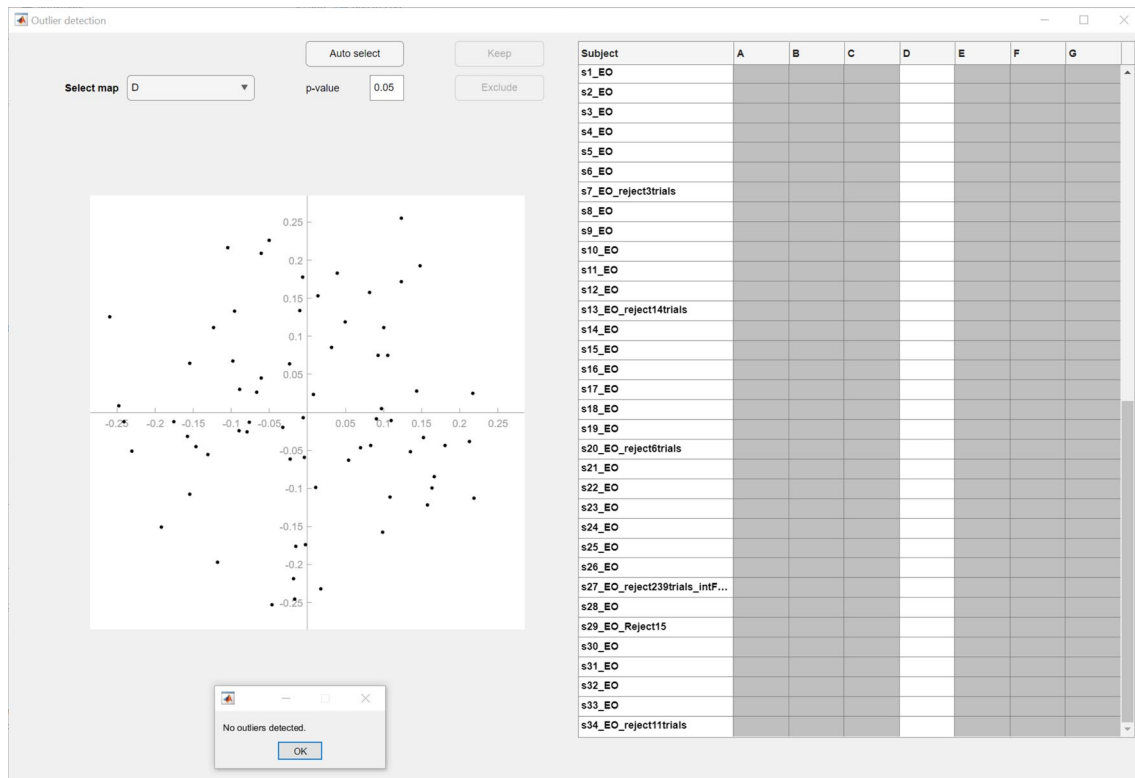 Outlier detection
Auto select
Keep
Select map D
p-value 0.05
Exclude
0.25
0.2
0.15
0.1
0.05
-0.25 -0.2 -0.15 -0.1 -0.05 0.05 0.1 0.15 0.2 0.25
-0.05
-0.1
-0.15
-0.2
-0.25
No outliers detected.
OK
Subject A B C D E F G
s1_EO
s2_EO
s3_EO
s4_EO
s5_EO
s6_EO
s7_EO_reject3trials
s8_EO
s9_EO
s10_EO
s11_EO
s12_EO
s13_EO_reject14trials
s14_EO
s15_EO
s16_EO
s17_EO
s18_EO
s19_EO
s20_EO_reject6trials
s21_EO
s22_EO
s23_EO
s24_EO
s25_EO
s26_EO
s27_EO_reject239trials_intF...
s28_EO
s29_EO_Reject15
s30_EO
s31_EO
s32_EO
s33_EO
s34_EO_reject11trials